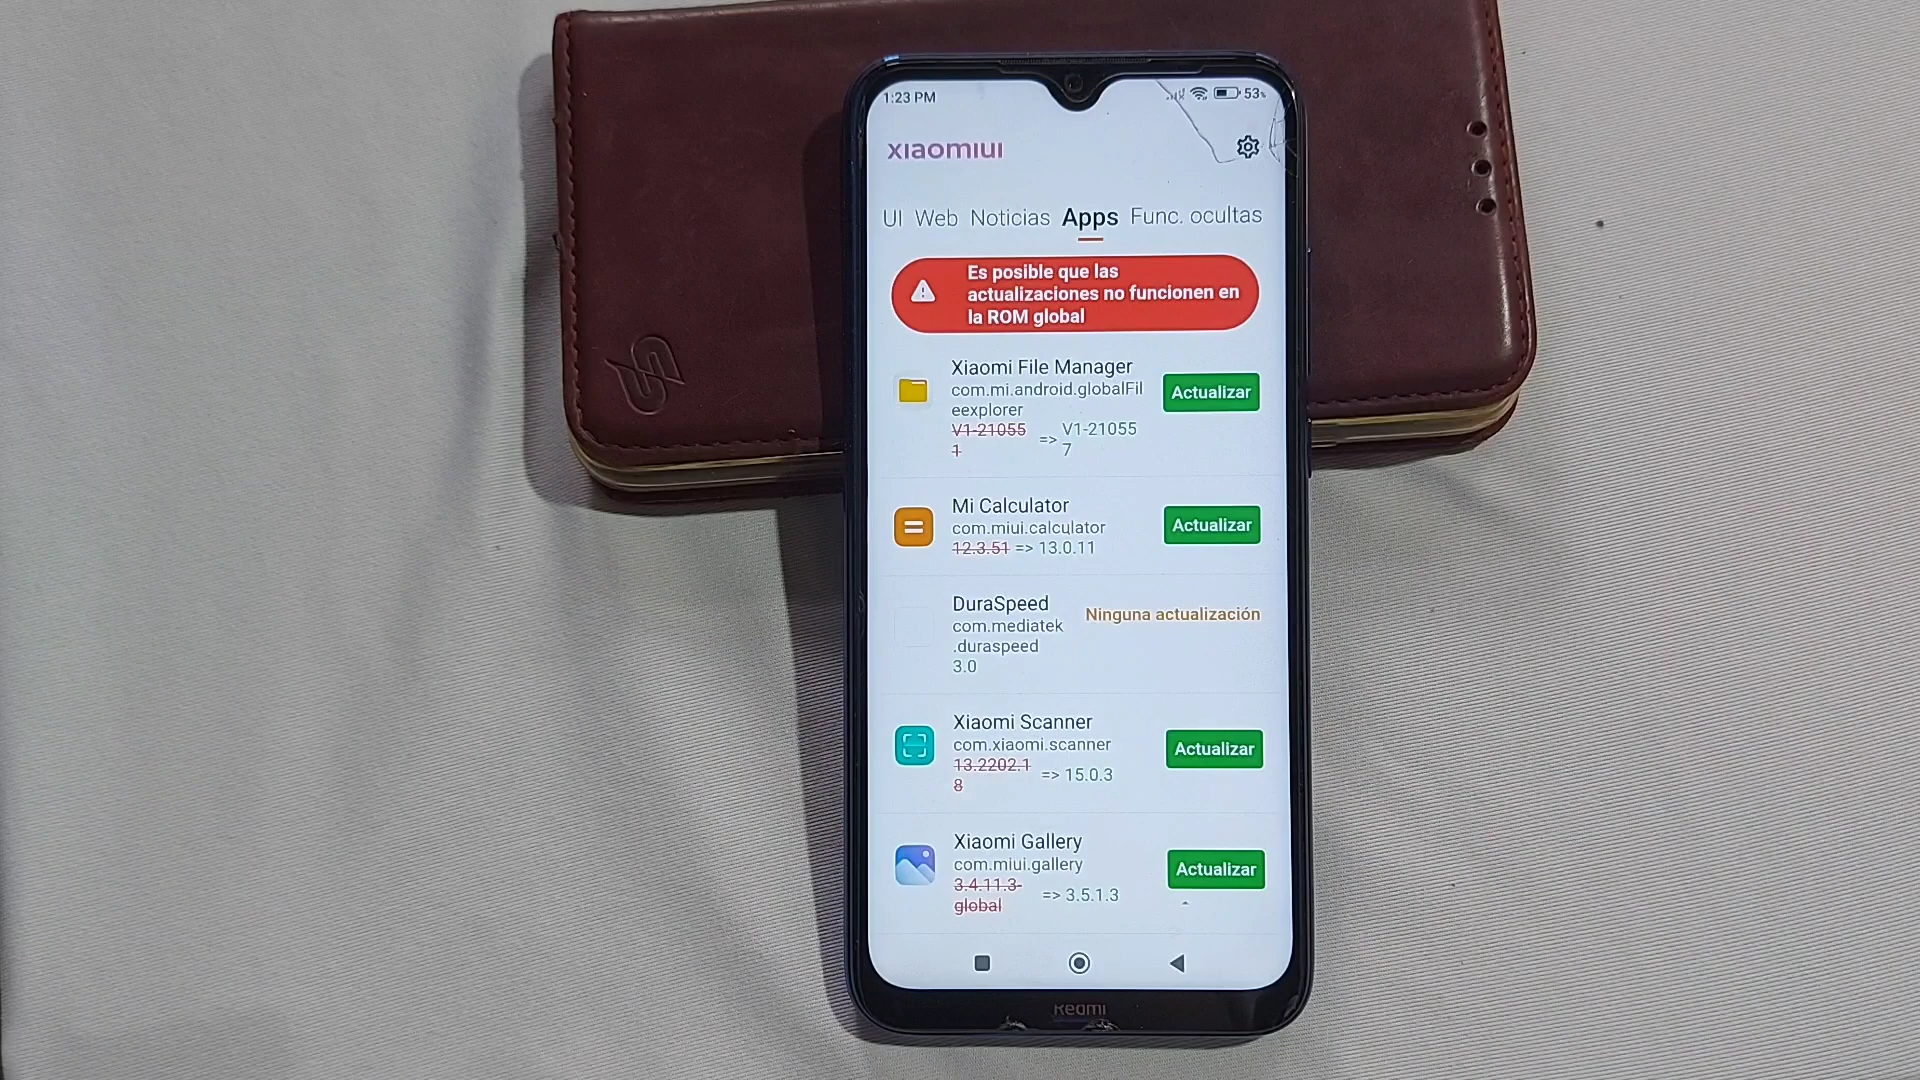 1:23 PM
53%
xiaomiui
UI Web Noticias Apps Func. ocultas
Es posible que las
actualizaciones no funcionen en
la ROM global
Xiaomi File Manager
com.mi.android.globalFil
eexplorer
V1-21055
1
=>
V1-21055
7
Actualizar
Mi Calculator
com.miui.calculator
12.3.51 => 13.0.11
Actualizar
DuraSpeed
com.mediatek
.duraspeed
3.0
Ninguna actualización
Xiaomi Scanner
com.xiaomi.scanner
13.2202.1
8
=> 15.0.3
Actualizar
Xiaomi Gallery
com.miui.gallery
3.4.11.3-
global
=> 3.5.1.3
Actualizar
Redmi